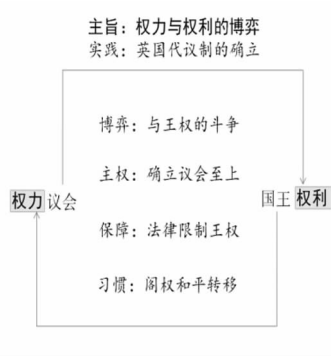 主旨：权力与权利的博弈
实践：英国代议制的确立
博弈：与王权的斗争
主权：确立议会至上
权力 议会
国王 权利
保障：法律限制王权
习惯：阁权和平转移